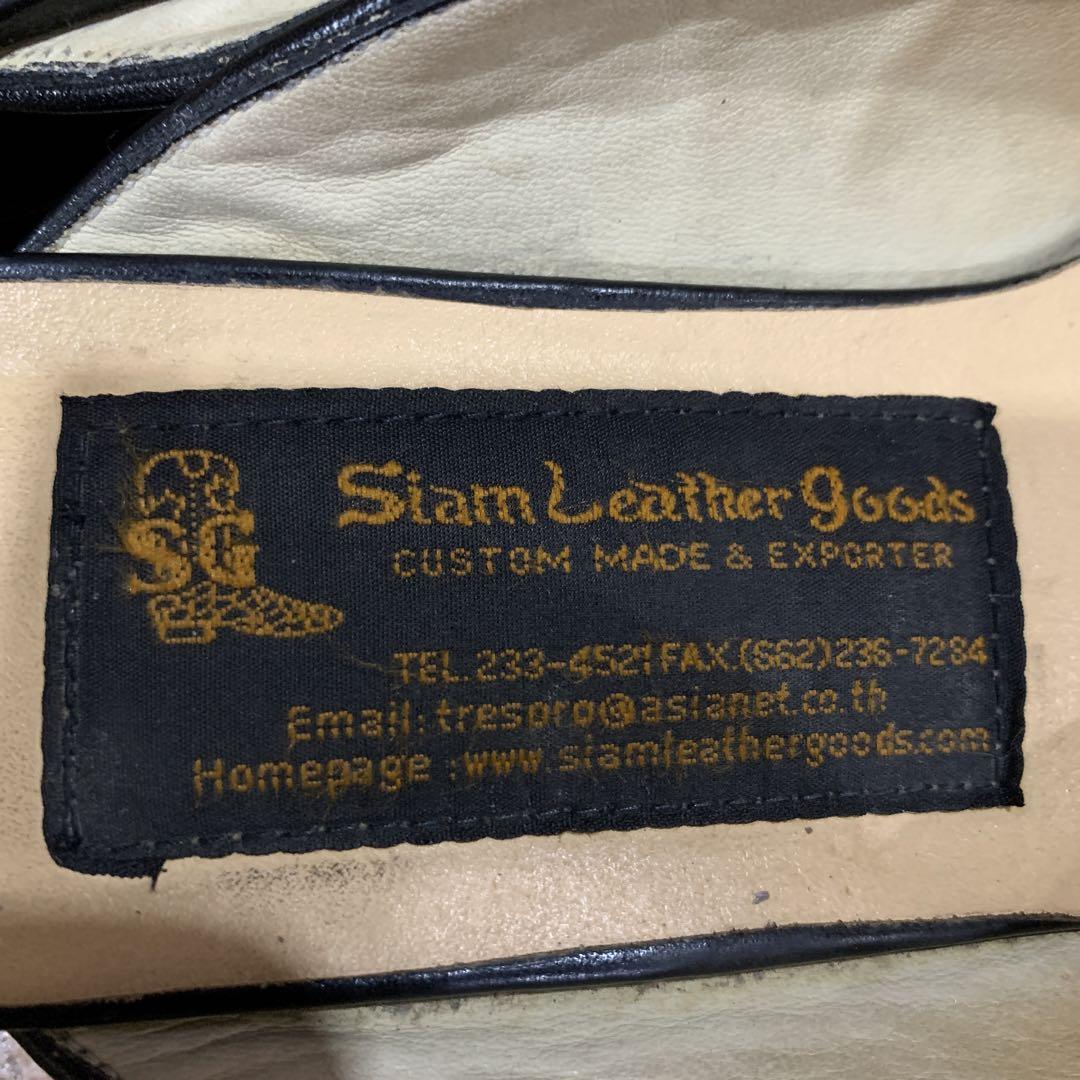 Siam Leather goods
SG
CUSTOM MADE & EXPORTER
TEL. 233-4521 FAX.(662)236-7284
Email: tresoro@asianet.co.th
Homepage : www.siamleathergoods.com